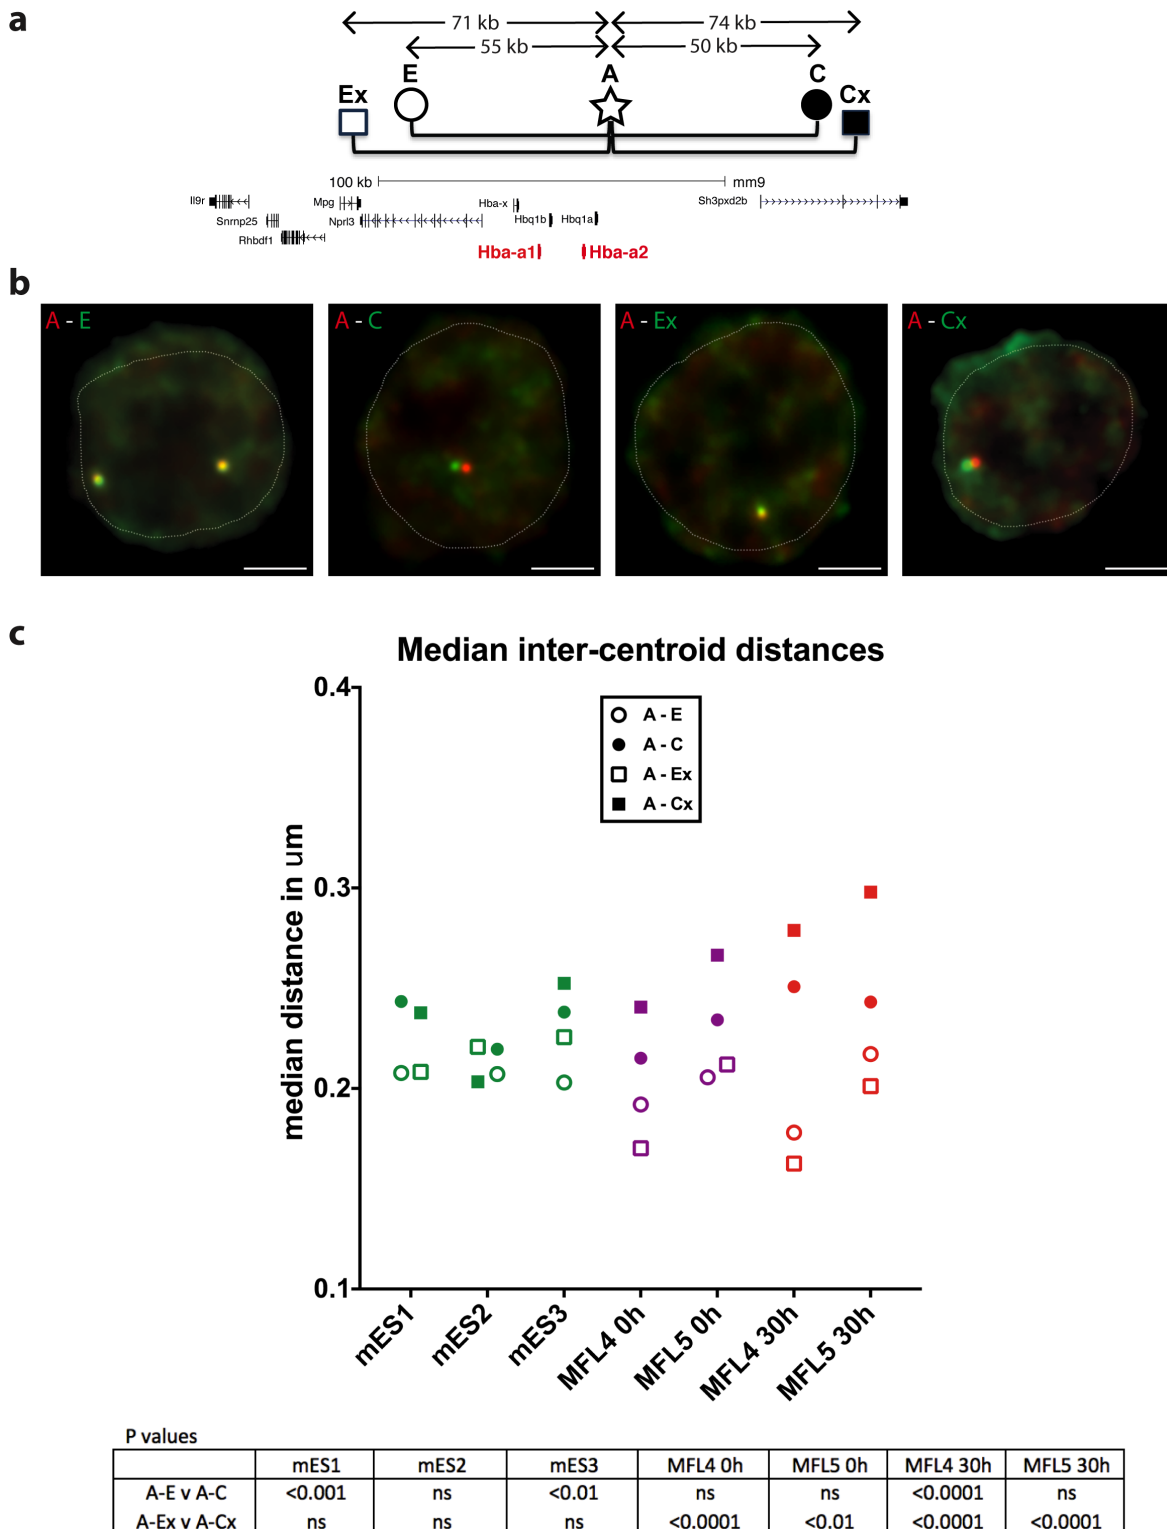 a
71 kb 74 kb
55 kb 50 kb
E A C
Ex Cx
100 kb mm9
Il9r Mpg Hba-x Sh3pxd2b
Snrnp25 Nprl3 Hbq1b Hbq1a
Rhbdf1
Hba-a1 Hba-a2
b
A - E A - C A - Ex A - Cx
c
Median inter-centroid distances
0.4
A - E
A - C
A - Ex
A - Cx
0.3
median distance in um
0.2
0.1
mES1 mES2 mES3 MFL4 0h MFL5 0h MFL4 30h MFL5 30h
P values
mES1 mES2 mES3 MFL4 0h MFL5 0h MFL4 30h MFL5 30h
A-E v A-C <0.001 ns <0.01 ns ns <0.0001 ns
A-Ex v A-Cx ns ns ns <0.0001 <0.01 <0.0001 <0.0001